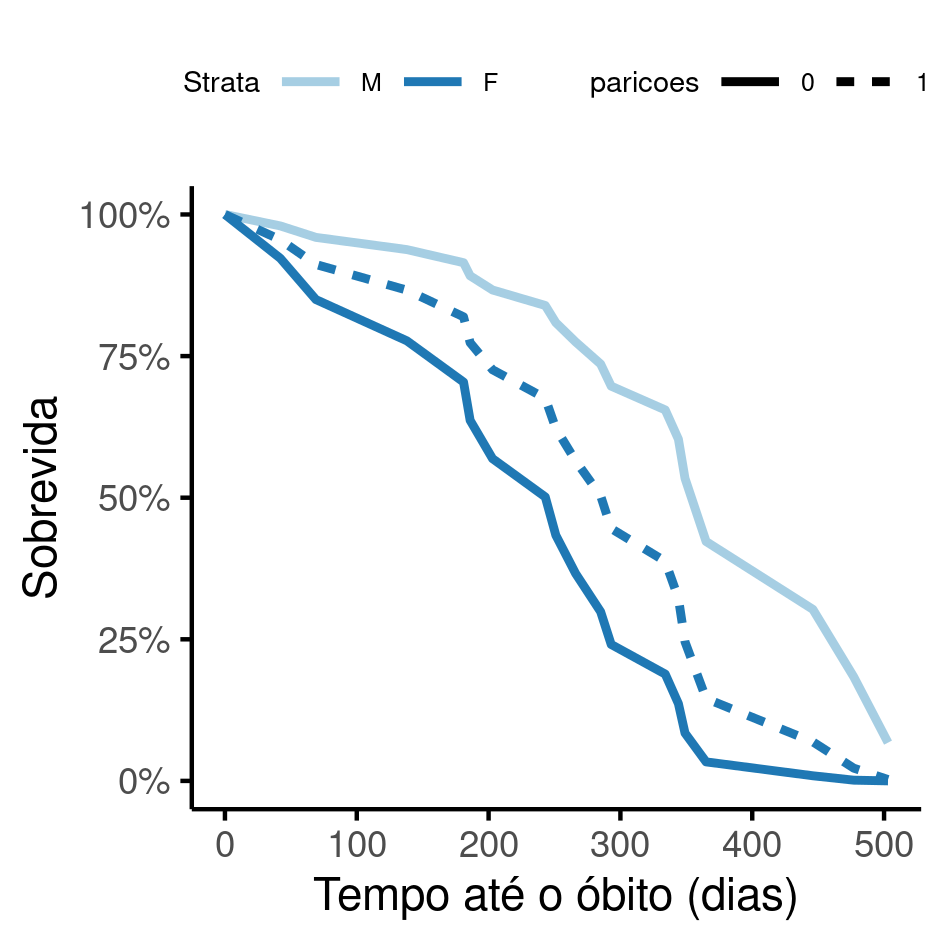 Strata M F paricoes 0 1
100%
75%
50%
25%
0%
Sobrevida
0 100 200 300 400 500
Tempo até o óbito (dias)